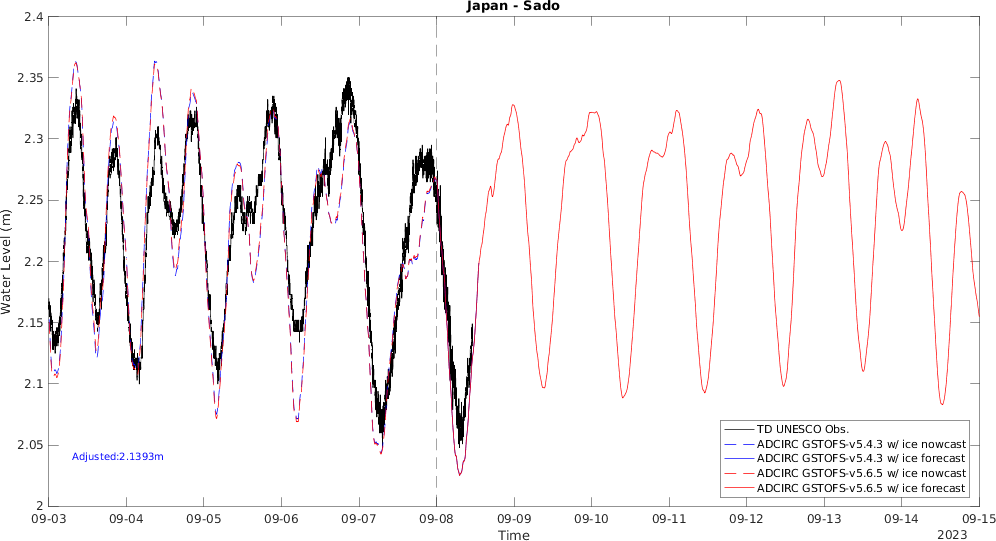 Japan - Sado
2.4
2.35
2.3
2.25
2.2
2.15
2.1
2.05
2
Water Level (m)
Adjusted:2.1393m
TD UNESCO Obs.
ADCIRC GSTOFS-v5.4.3 w/ ice nowcast
ADCIRC GSTOFS-v5.4.3 w/ ice forecast
ADCIRC GSTOFS-v5.6.5 w/ ice nowcast
ADCIRC GSTOFS-v5.6.5 w/ ice forecast
09-03 09-04 09-05 09-06 09-07 09-08 09-09 09-10 09-11 09-12 09-13 09-14 09-15
Time
2023